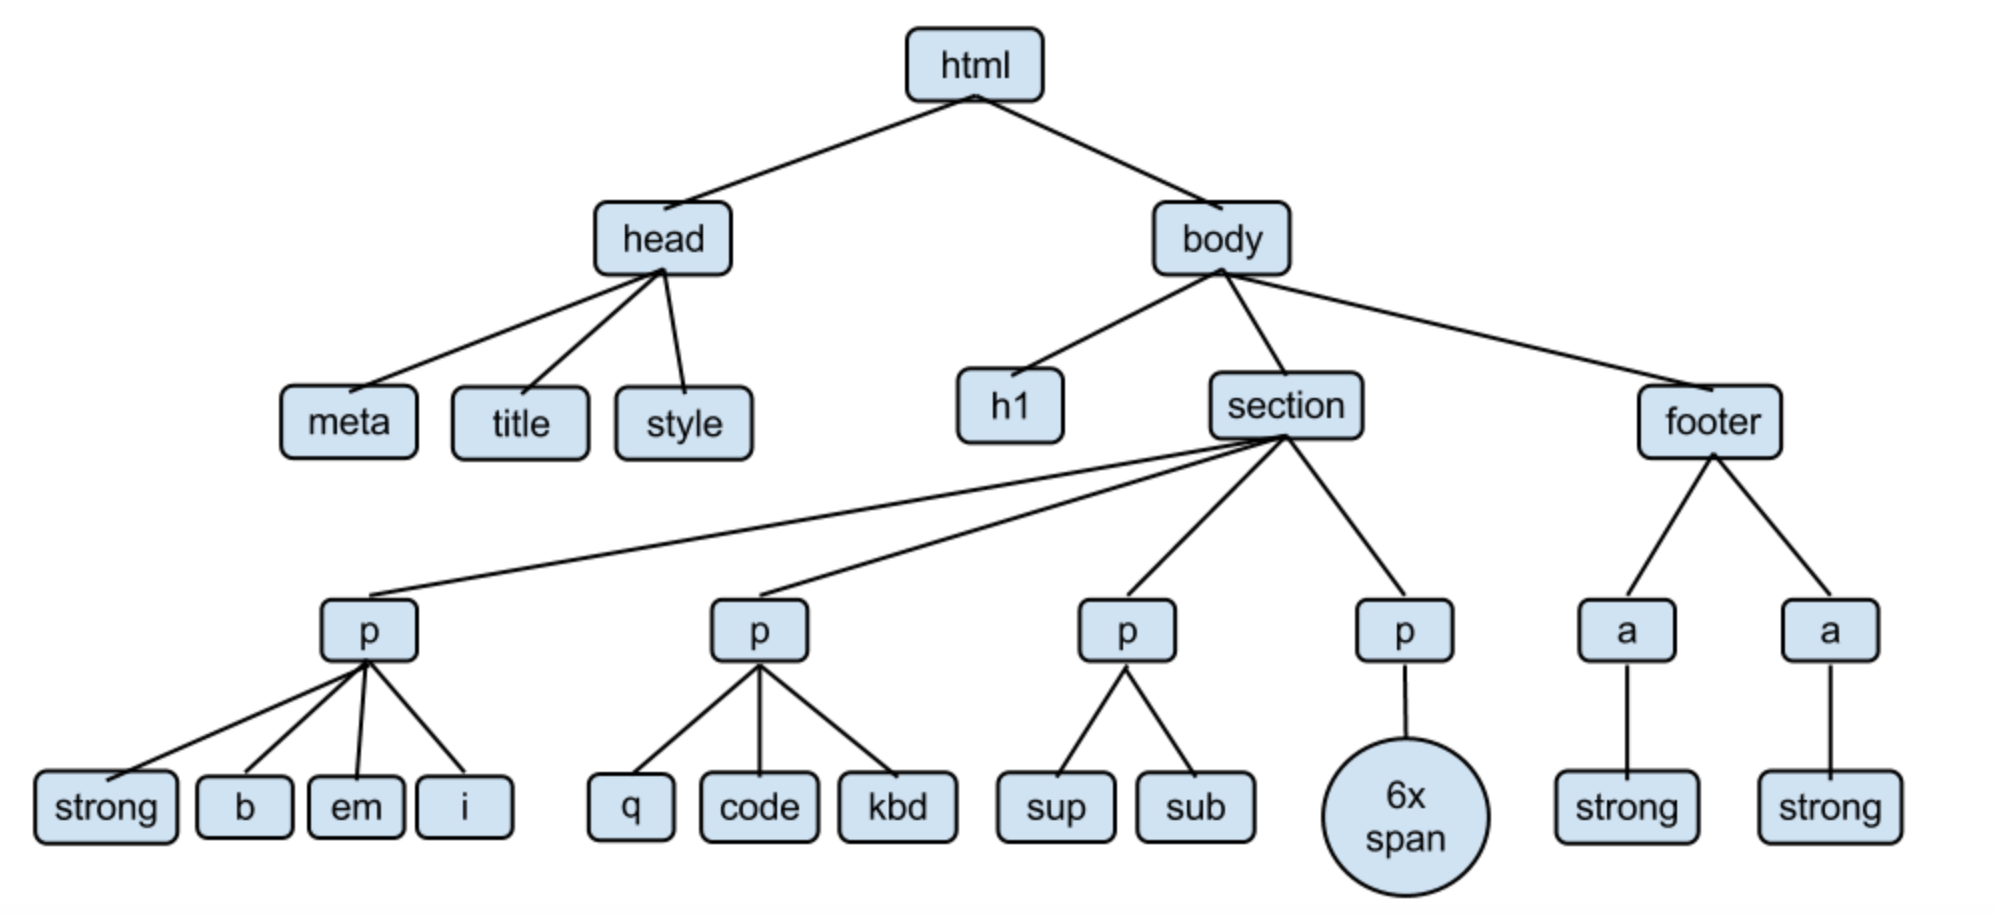 html
head
body
meta
title
style
h1
section
footer
p
p
p
p
a
a
strong
b
em
i
q
code
kbd
sup
sub
6x
span
strong
strong